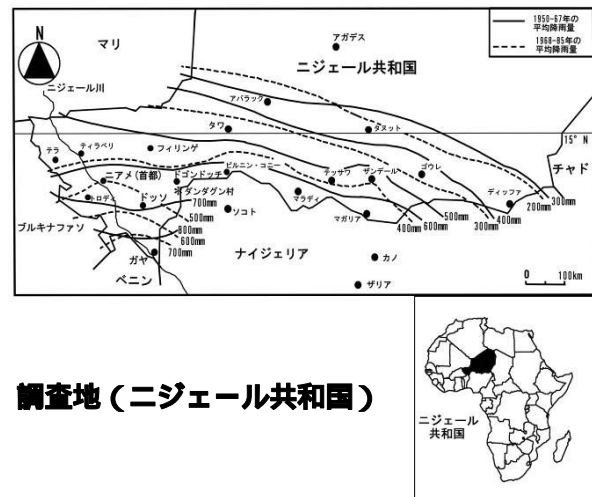 1950-67年の
平均降雨量
1968-85年の
平均降雨量
N
マリ
アガデス
ニジェール共和国
ニジェール川
アバラック
タワ
タヌット
15° N
テラ
ティラベリ
フィリンゲ
チャド
ビルニン・コニー
ニアメ(首都)
ドゴンドッチ
テッサワ
ザンデール
ゴウレ
ダンダグン村
トロディ
ドッソ
700mm
ソコト
マラディ
マガリア
ディッファ
200mm
300mm
400mm
300mm
500mm
600mm
400mm
ブルキナファソ
500mm
800mm
600mm
700mm
ナイジェリア
ガヤ
ベニン
カノ
ザリア
0
100km
調査地(ニジェール共和国)
ニジェール
共和国